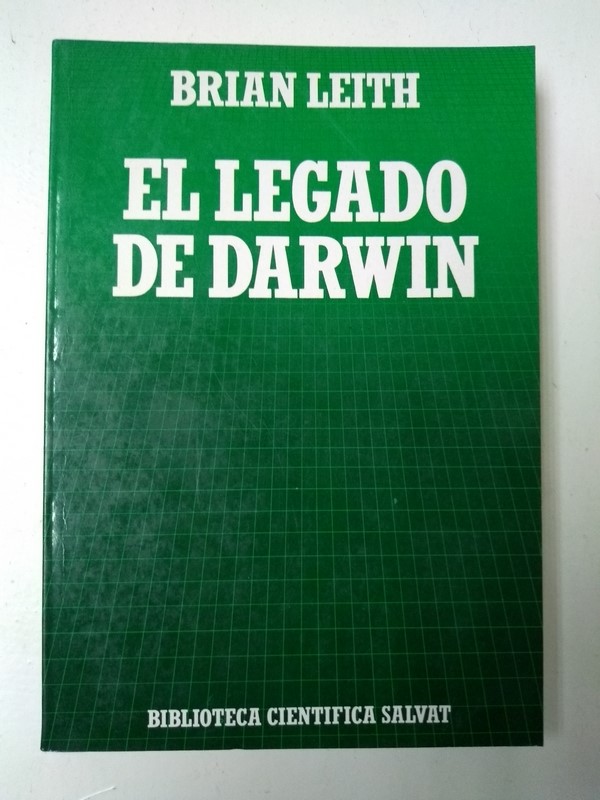 BRIAN LEITH
EL LEGADO
DE DARWIN
BIBLIOTECA CIENTIFICA SALVAT